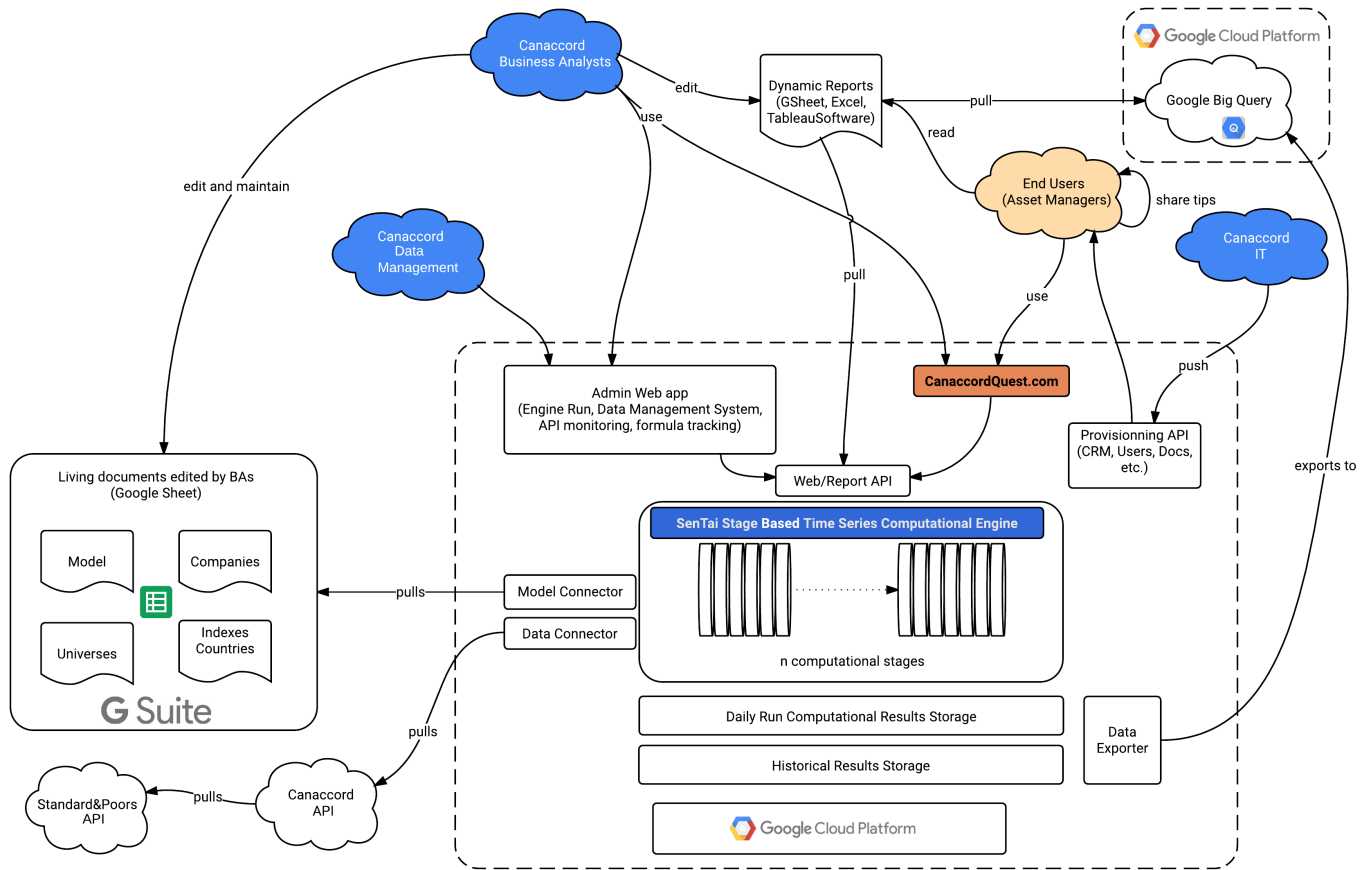 Canaccord
Business Analysts
edit
use
edit and maintain
Dynamic Reports
(GSheet, Excel,
TableauSoftware)
pull
read
Google Cloud Platform
Google Big Query
End Users
(Asset Managers)
share tips
Canaccord
IT
Canaccord
Data
Management
pull
use
push
exports to
Admin Web app
(Engine Run, Data Management System,
API monitoring, formula tracking)
CanaccordQuest.com
Provisionning API
(CRM, Users, Docs,
etc.)
Web/Report API
Living documents edited by BAs
(Google Sheet)
Model
Companies
Universes
Indexes
Countries
G Suite
pulls
Model Connector
Data Connector
SenTai Stage Based Time Series Computational Engine
n computational stages
Daily Run Computational Results Storage
Historical Results Storage
Data
Exporter
pulls
Canaccord
API
pulls
Standard&Poors
API
Google Cloud Platform